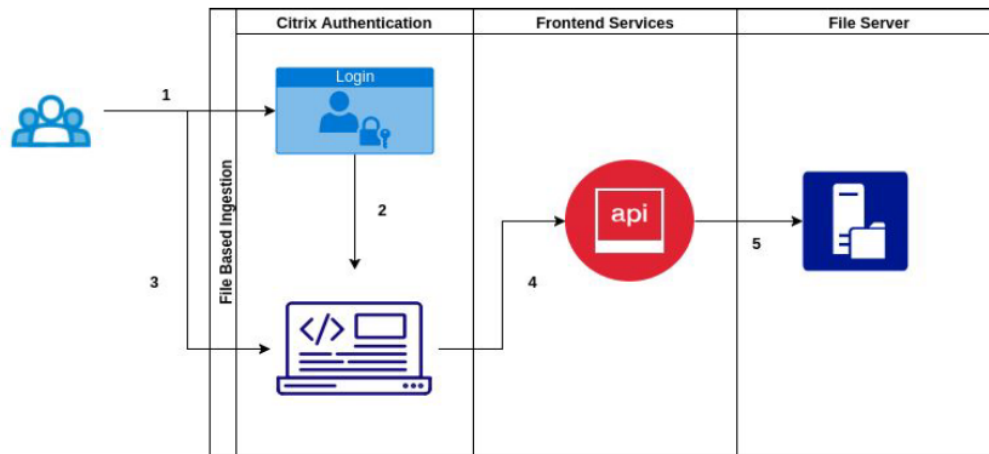 Citrix Authentication
Frontend Services
File Server
Login
1
File Based Ingestion
2
api
3
4
5